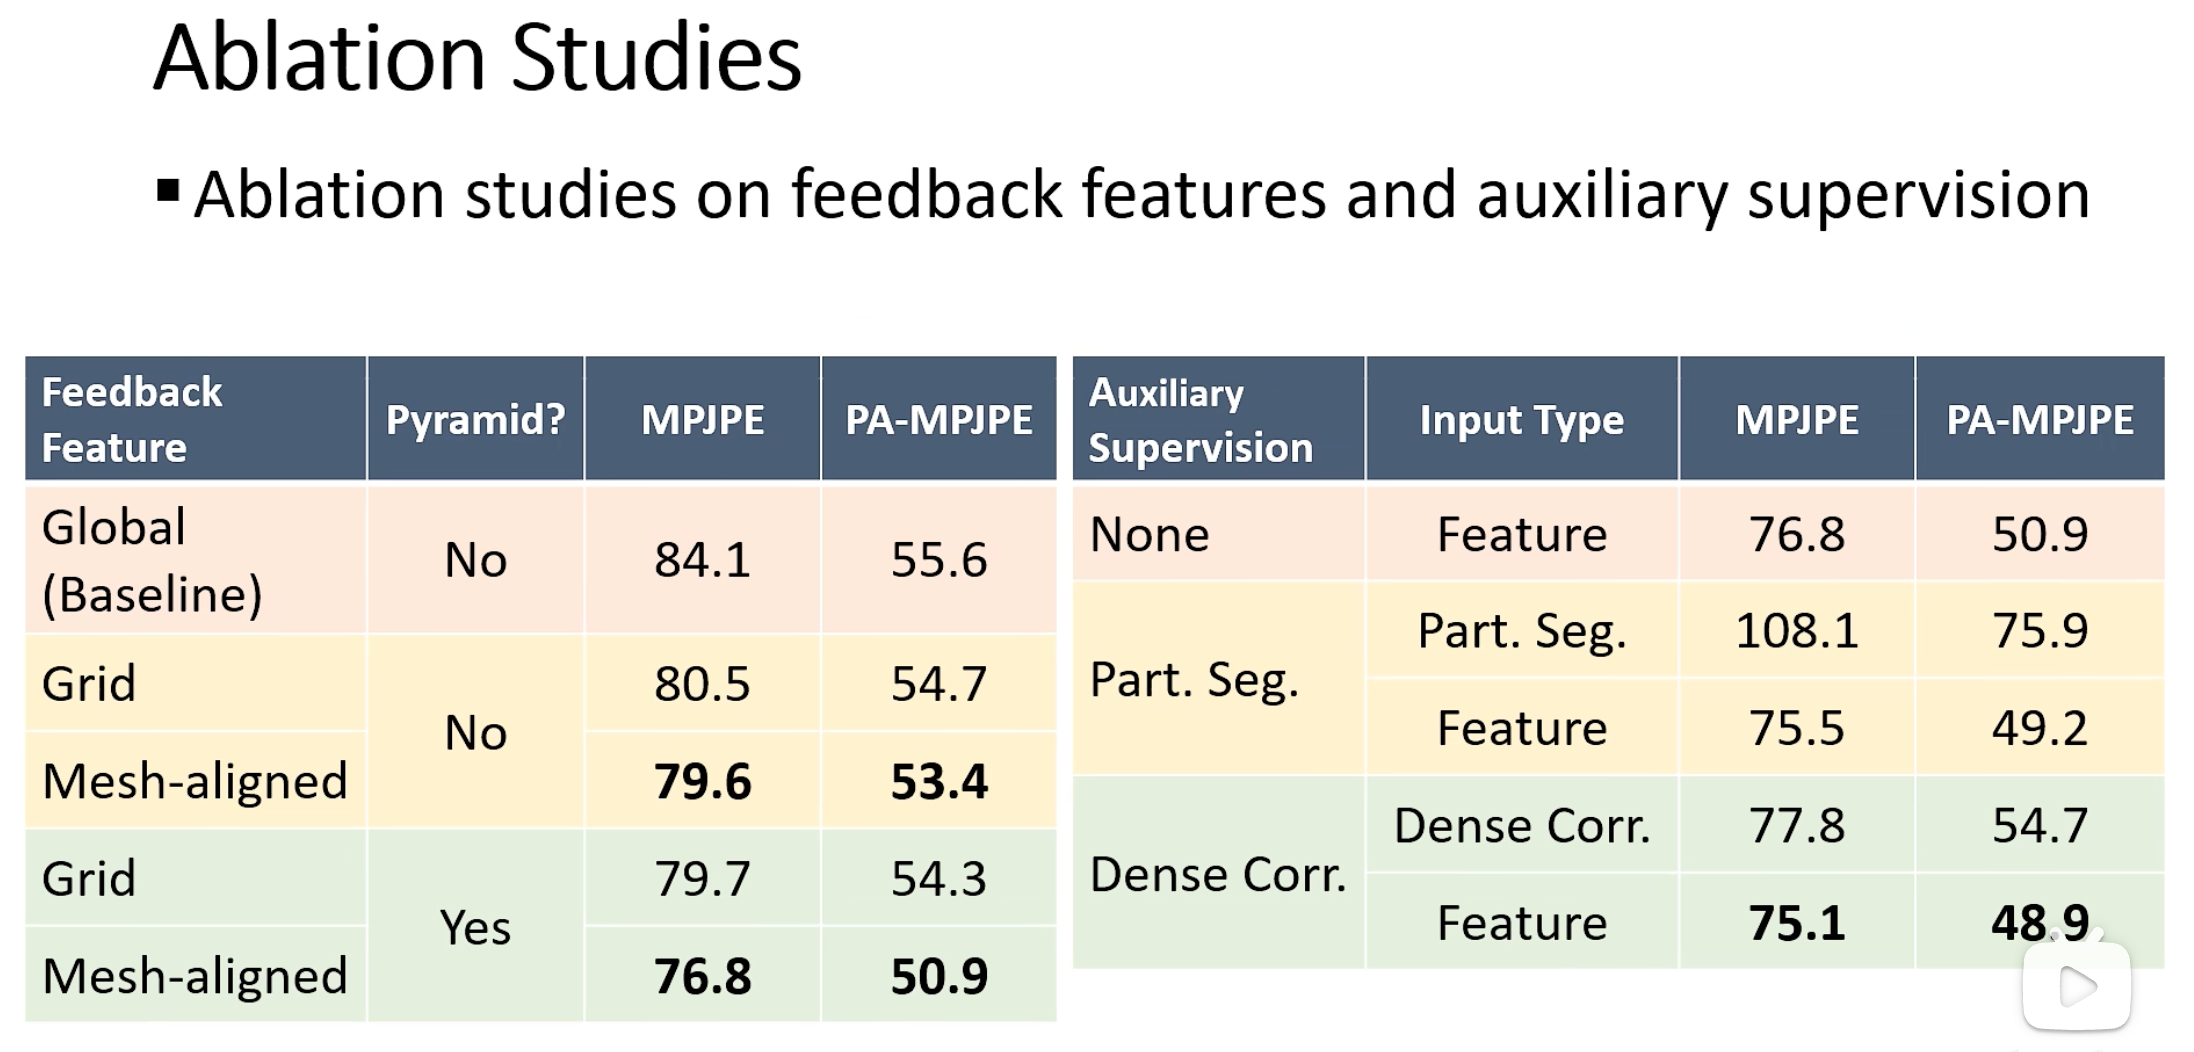 Ablation Studies
▪Ablation studies on feedback features and auxiliary supervision
Feedback Feature Pyramid? MPJPE PA-MPJPE
Global (Baseline) No 84.1 55.6
Grid No 80.5 54.7
Mesh-aligned 79.6 53.4
Grid Yes 79.7 54.3
Mesh-aligned 76.8 50.9
Auxiliary Supervision Input Type MPJPE PA-MPJPE
None Feature 76.8 50.9
Part. Seg. Part. Seg. 108.1 75.9
Feature 75.5 49.2
Dense Corr. Dense Corr. 77.8 54.7
Feature 75.1 48.9